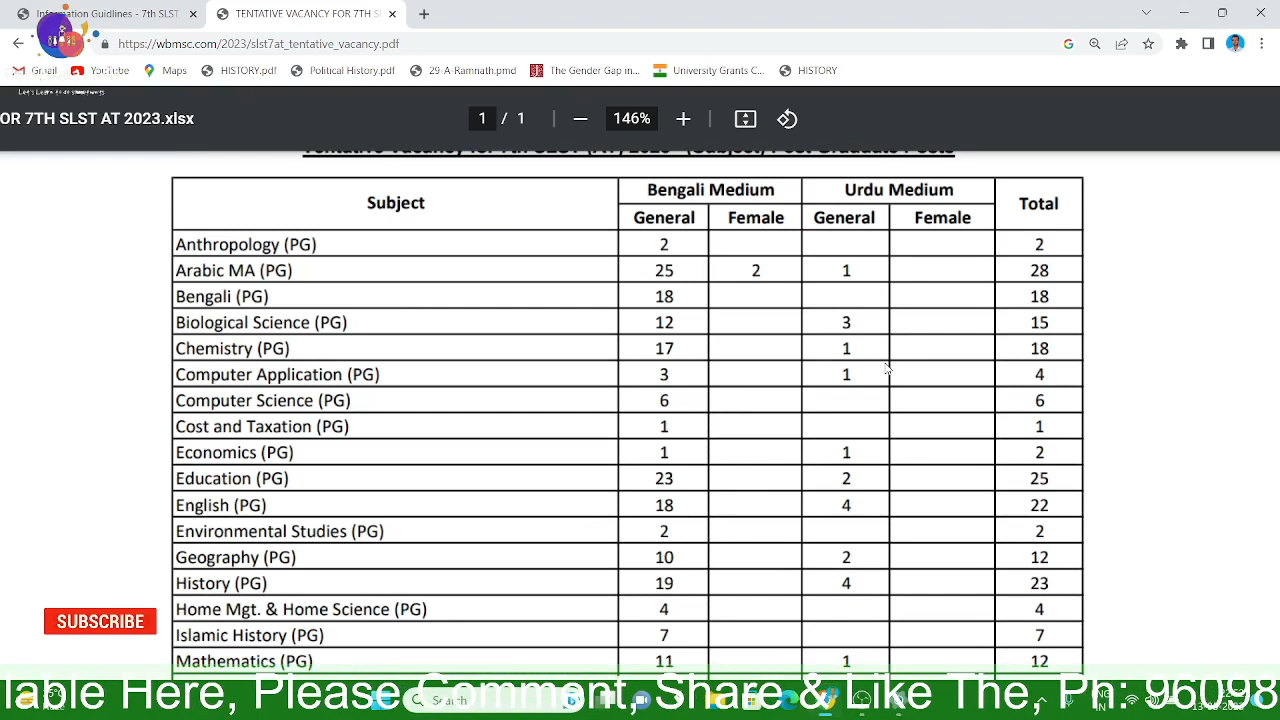 Information Guidlines - 7th SLST
TENTATIVE VACANCY FOR 7TH S
https://wbmsc.com/2023/slst7at_tentative_vacancy.pdf
Gmail YouTube Maps HISTORY.pdf Political History.pdf 29-A-Ramnath.pmd The Gender Gap in... University Grants C... HISTORY
OR 7TH SLST AT 2023.xlsx 1 / 1 146%
Subject Bengali Medium Urdu Medium Total
General Female General Female
Anthropology (PG) 2 2
Arabic MA (PG) 25 2 1 28
Bengali (PG) 18 18
Biological Science (PG) 12 3 15
Chemistry (PG) 17 1 18
Computer Application (PG) 3 1 4
Computer Science (PG) 6 6
Cost and Taxation (PG) 1 1
Economics (PG) 1 1 2
Education (PG) 23 2 25
English (PG) 18 4 22
Environmental Studies (PG) 2 2
Geography (PG) 10 2 12
History (PG) 19 4 23
Home Mgt. & Home Science (PG) 4 4
Islamic History (PG) 7 7
Mathematics (PG) 11 1 12
SUBSCRIBE
Table Here, Please Comment, Share & Like The, Ph: 96098
Search